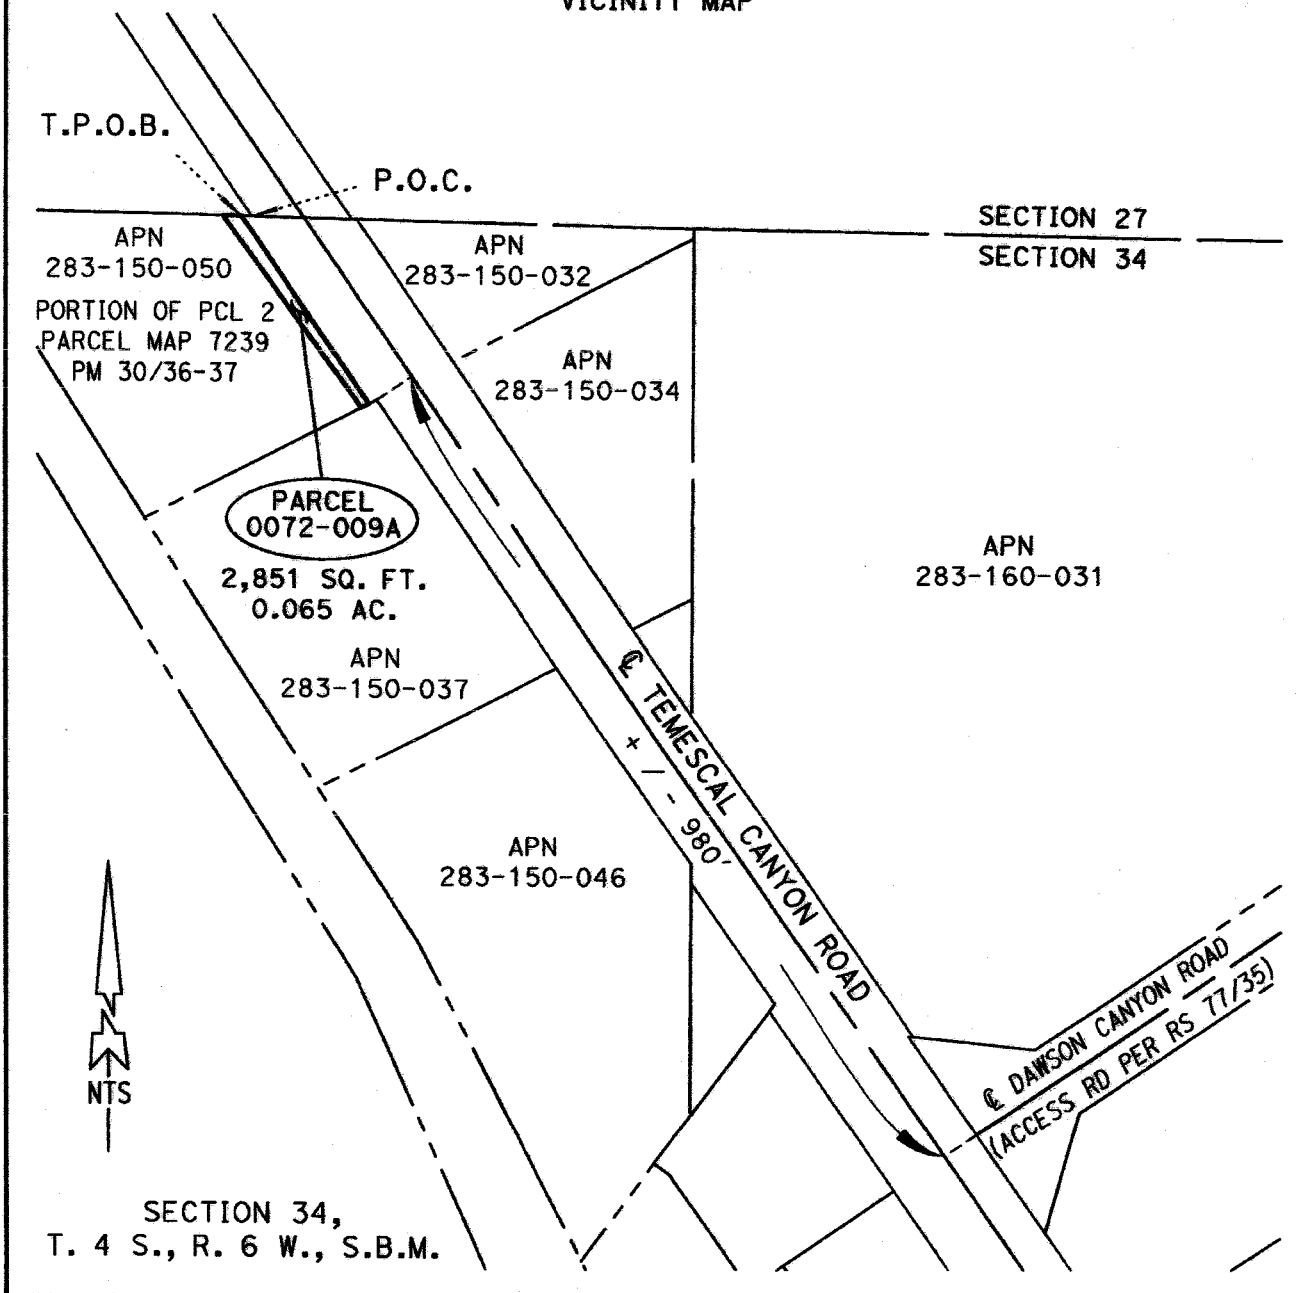 VICINITY MAP
T.P.O.B.
P.O.C.
SECTION 27
SECTION 34
APN
283-150-050
PORTION OF PCL 2
PARCEL MAP 7239
PM 30/36-37
APN
283-150-032
APN
283-150-034
PARCEL
0072-009A
2,851 SQ. FT.
0.065 AC.
APN
283-160-031
APN
283-150-037
℄ TEMESCAL CANYON ROAD
+ / - 980'
APN
283-150-046
℄ DAWSON CANYON ROAD
(ACCESS RD PER RS 77/35)
NTS
SECTION 34,
T. 4 S., R. 6 W., S.B.M.